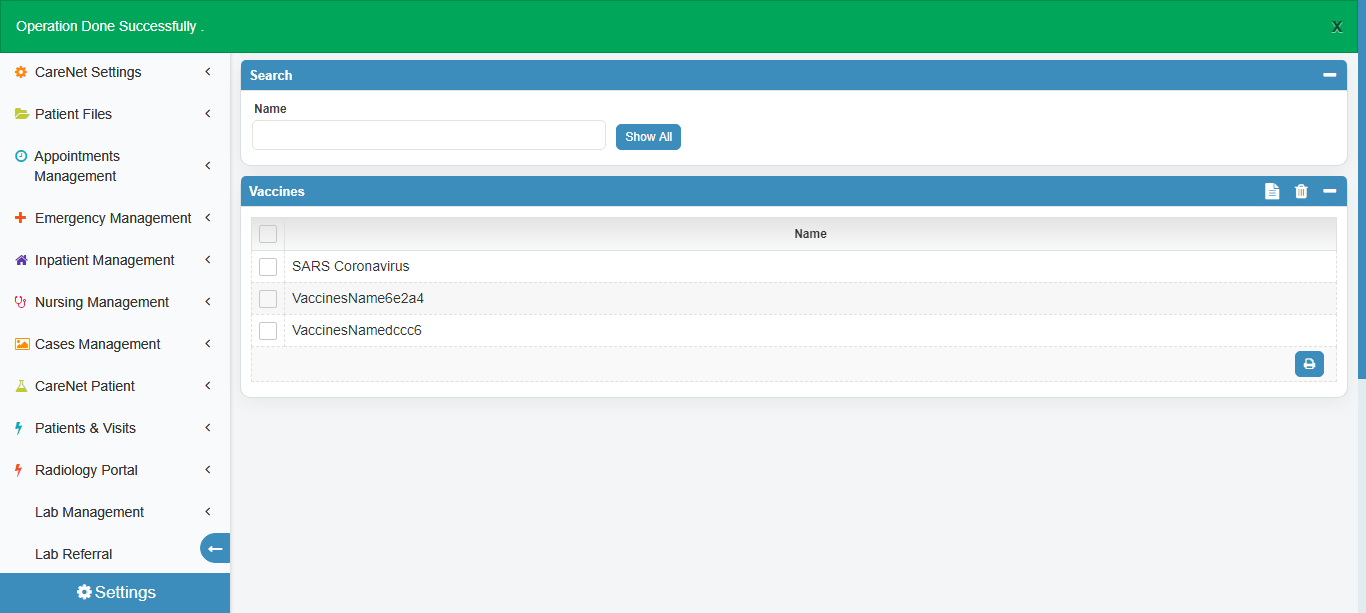 Operation Done Successfully .
X
CareNet Settings
Patient Files
Appointments
Management
Emergency Management
Inpatient Management
Nursing Management
Cases Management
CareNet Patient
Patients & Visits
Radiology Portal
Lab Management
Lab Referral
Settings
Search
Name
Show All
Vaccines
Name
SARS Coronavirus
VaccinesName6e2a4
VaccinesNamedccc6